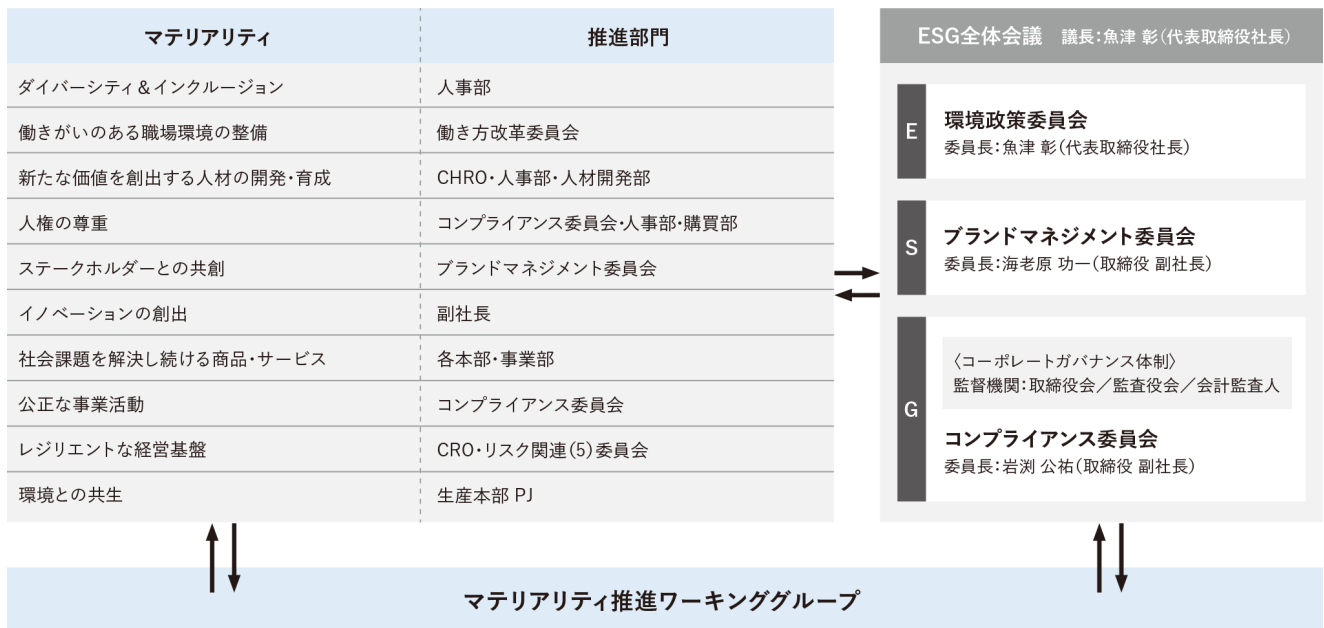 マテリアリティ 推進部門
ダイバーシティ&インクルージョン 人事部
働きがいのある職場環境の整備 働き方改革委員会
新たな価値を創出する人材の開発・育成 CHRO・人事部・人材開発部
人権の尊重 コンプライアンス委員会・人事部・購買部
ステークホルダーとの共創 ブランドマネジメント委員会
イノベーションの創出 副社長
社会課題を解決し続ける商品・サービス 各本部・事業部
公正な事業活動 コンプライアンス委員会
レジリエントな経営基盤 CRO・リスク関連(5)委員会
環境との共生 生産本部 PJ
ESG全体会議 議長:魚津 彰(代表取締役社長)
E
環境政策委員会
委員長:魚津 彰(代表取締役社長)
S
ブランドマネジメント委員会
委員長:海老原 功一(取締役 副社長)
G
〈コーポレートガバナンス体制〉
監督機関:取締役会/監査役会/会計監査人
コンプライアンス委員会
委員長:岩渕 公祐(取締役 副社長)
マテリアリティ推進ワーキンググループ